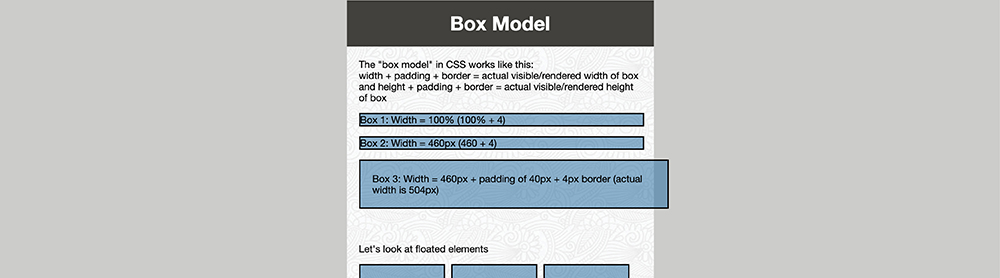 Box Model
The "box model" in CSS works like this:
width + padding + border = actual visible/rendered width of box
and height + padding + border = actual visible/rendered height
of box
Box 1: Width = 100% (100% + 4)
Box 2: Width = 460px (460 + 4)
Box 3: Width = 460px + padding of 40px + 4px border (actual
width is 504px)
Let's look at floated elements